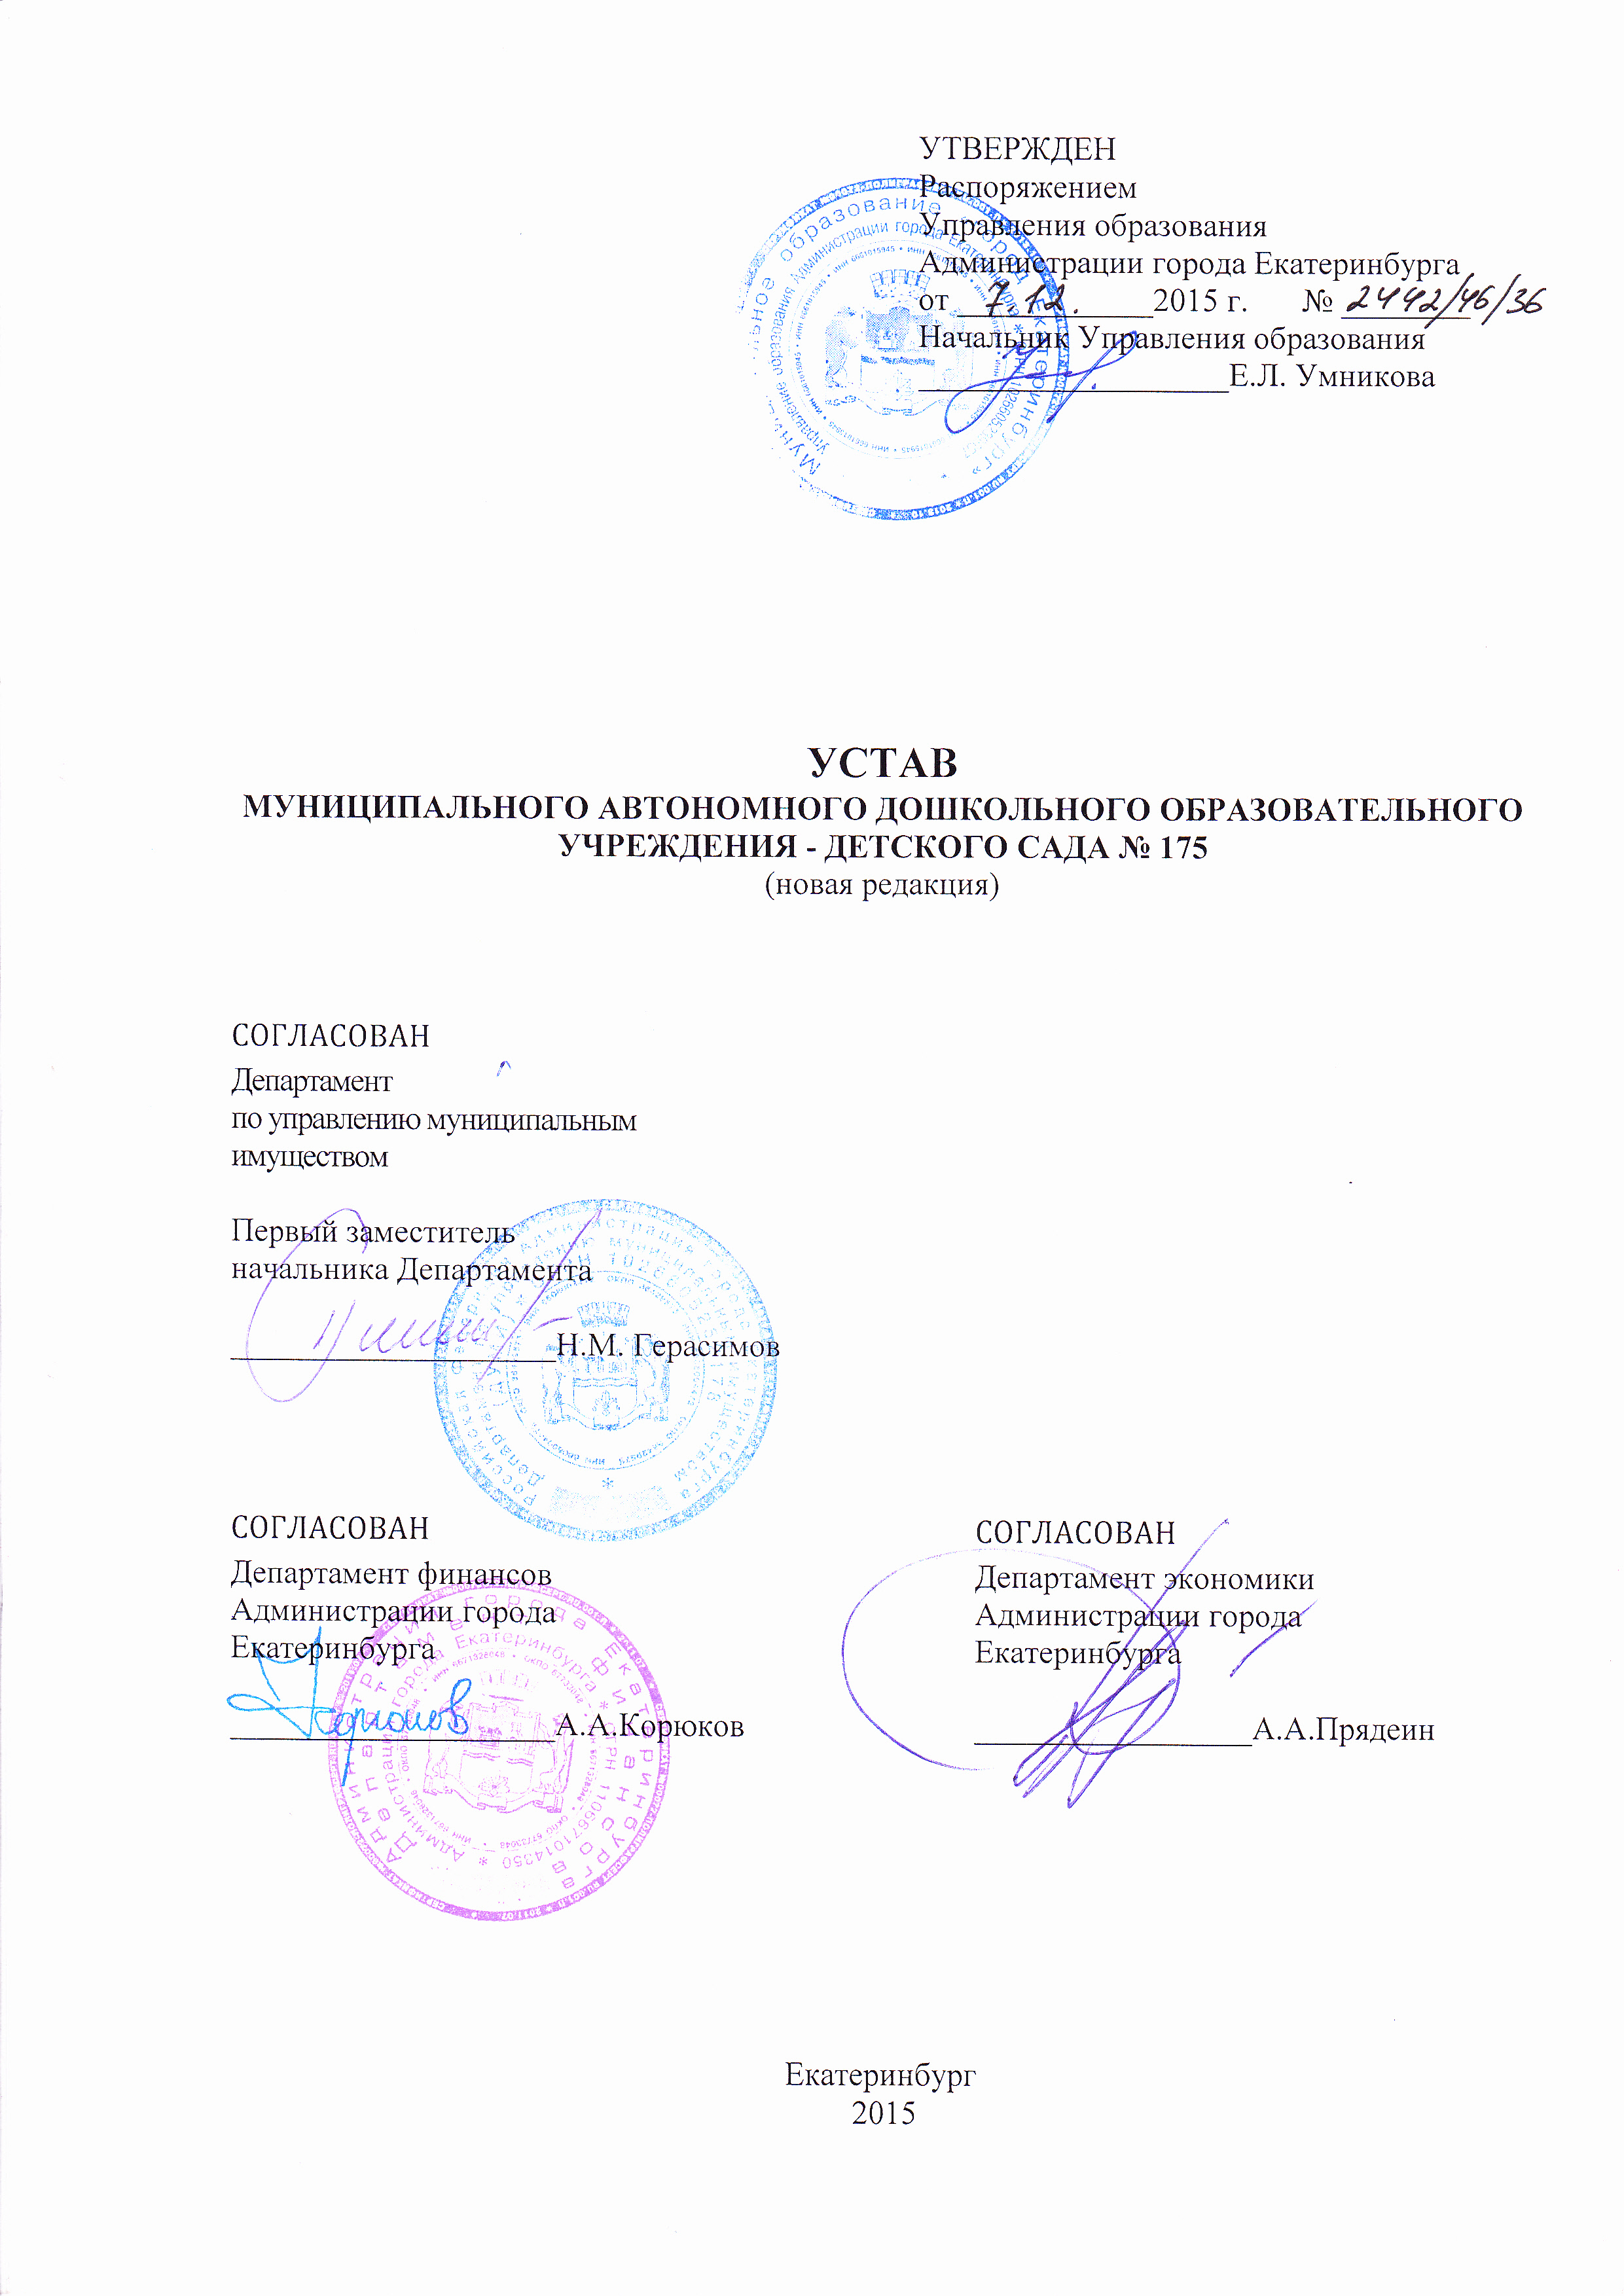 УТВЕРЖДЕН
Распоряжением
Управления образования
Администрации города Екатеринбурга
от 7.12. 2015 г. № 2442/46/36
Начальник Управления образования
Е.Л. Умникова
УСТАВ
МУНИЦИПАЛЬНОГО АВТОНОМНОГО ДОШКОЛЬНОГО ОБРАЗОВАТЕЛЬНОГО
УЧРЕЖДЕНИЯ - ДЕТСКОГО САДА № 175
(новая редакция)
СОГЛАСОВАН
Департамент
по управлению муниципальным
имуществом
Первый заместитель
начальника Департамента
Н.М. Герасимов
СОГЛАСОВАН
Департамент финансов
Администрации города
Екатеринбурга
А.А.Корюков
СОГЛАСОВАН
Департамент экономики
Администрации города
Екатеринбурга
А.А.Прядеин
Екатеринбург
2015